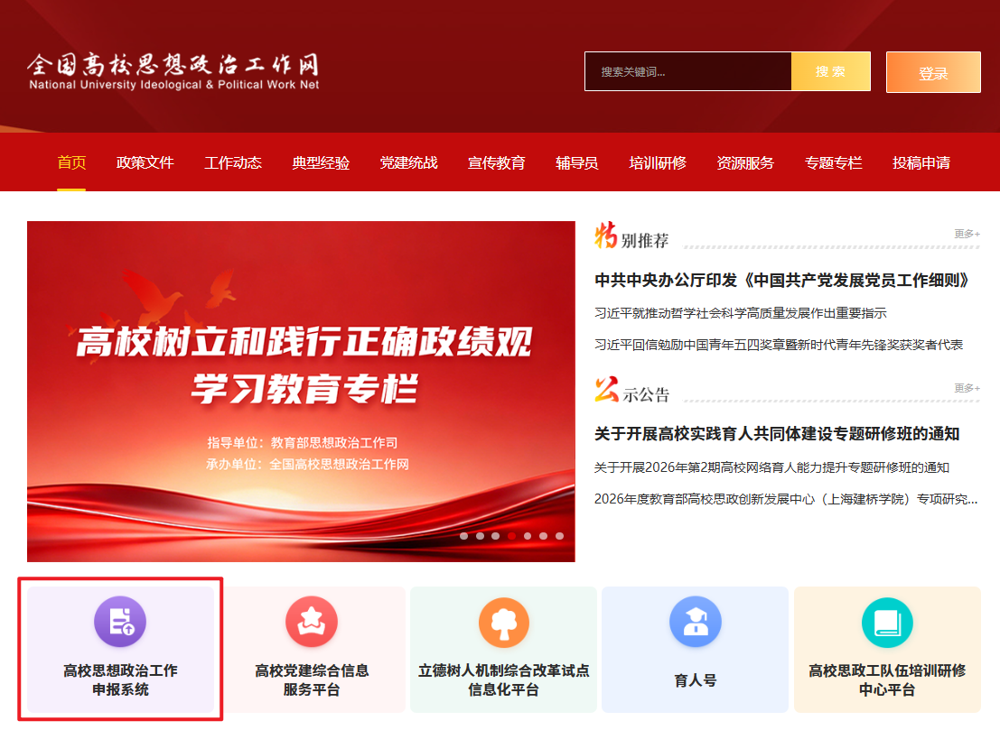 全国高校思想政治工作网
National University Ideological & Political Work Net
搜索关键词...
搜 索
登录
首页 政策文件 工作动态 典型经验 党建统战 宣传教育 辅导员 培训研修 资源服务 专题专栏 投稿申请
高校树立和践行正确政绩观
学习教育专栏
指导单位：教育部思想政治工作司
承办单位：全国高校思想政治工作网
特别推荐
更多+
中共中央办公厅印发《中国共产党发展党员工作细则》
习近平就推动哲学社会科学高质量发展作出重要指示
习近平回信勉励中国青年五四奖章暨新时代青年先锋奖获奖者代表
公示公告
更多+
关于开展高校实践育人共同体建设专题研修班的通知
关于开展2026年第2期高校网络育人能力提升专题研修班的通知
2026年度教育部高校思政创新发展中心（上海建桥学院）专项研究...
高校思想政治工作
申报系统
高校党建综合信息
服务平台
立德树人机制综合改革试点
信息化平台
育人号
高校思政工队伍培训研修
中心平台